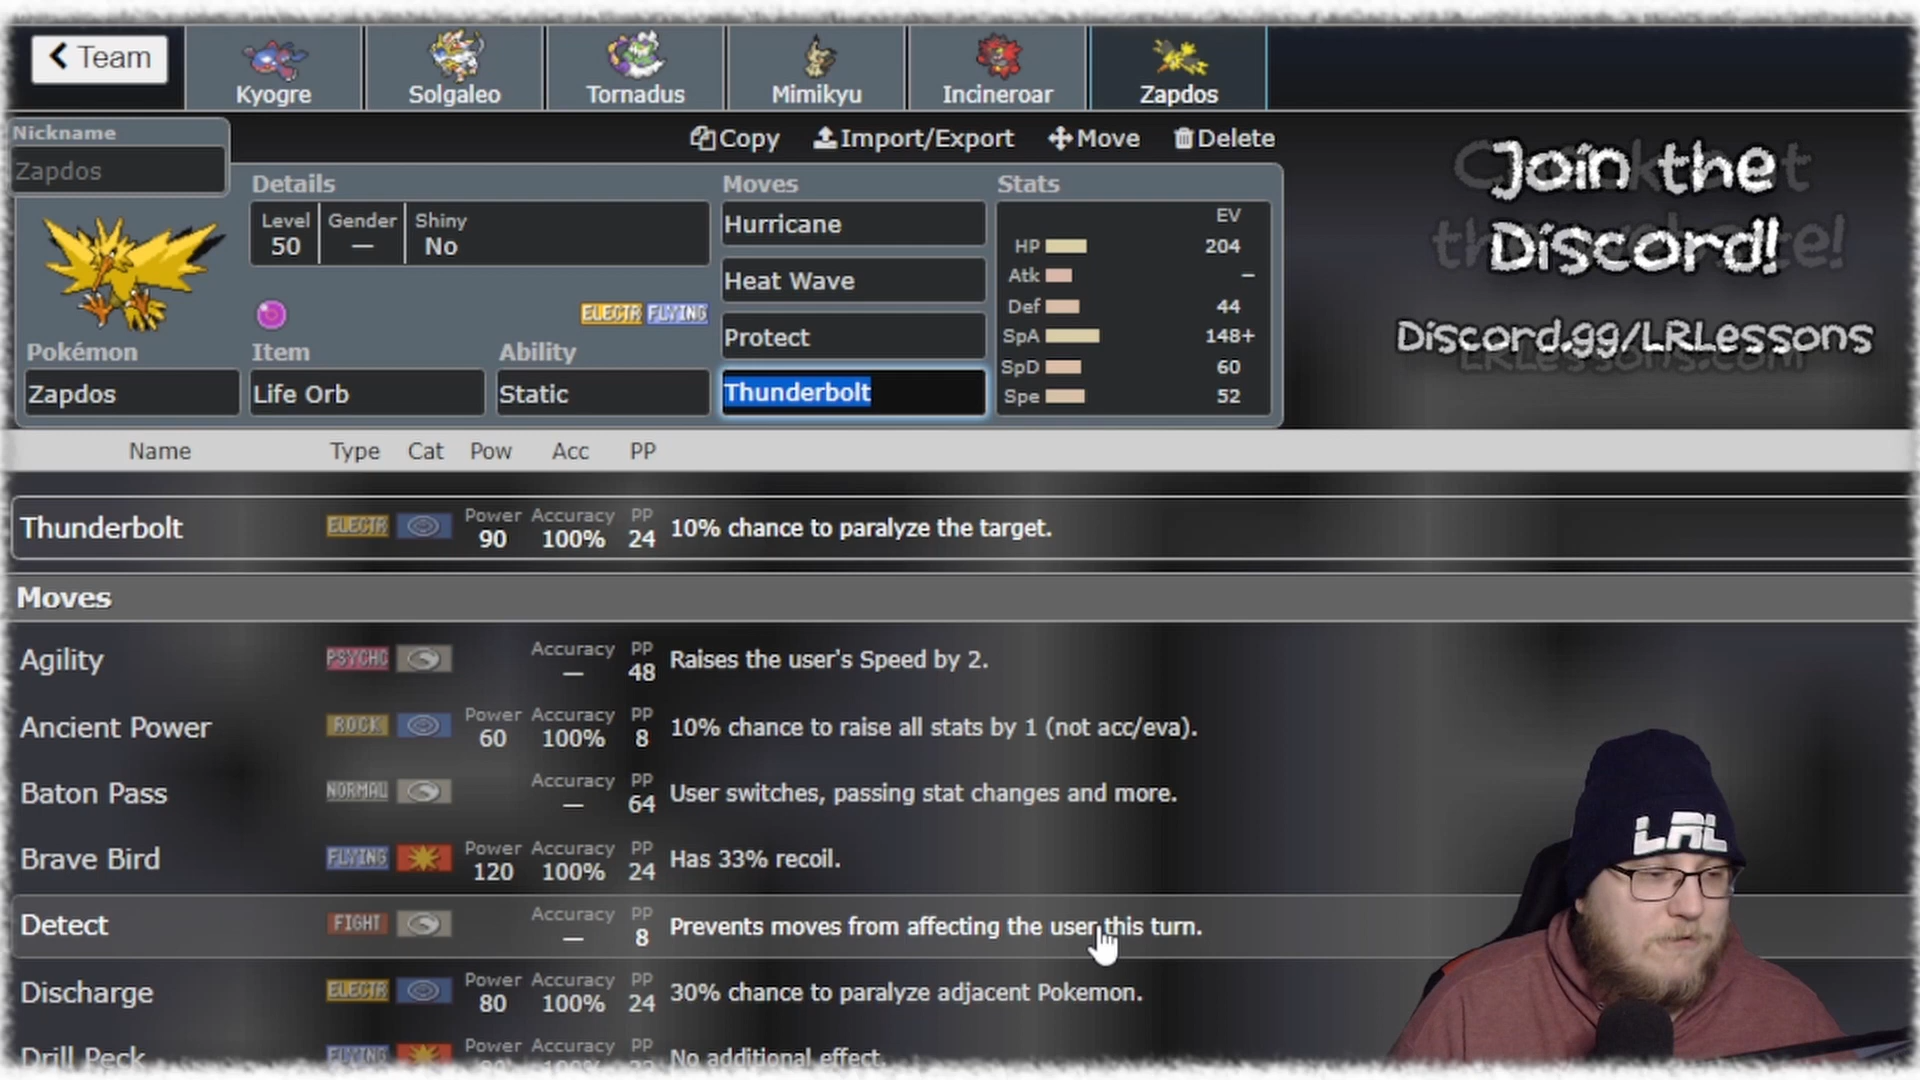 Team
Kyogre
Solgaleo
Tornadus
Mimikyu
Incineroar
Zapdos
Nickname
Zapdos
Copy
Import/Export
Move
Delete
Details
Level
50
Gender
—
Shiny
No
ELECTR FLYING
Pokémon
Zapdos
Item
Life Orb
Ability
Static
Moves
Hurricane
Heat Wave
Protect
Thunderbolt
Stats
EV
HP 204
Atk –
Def 44
SpA 148+
SpD 60
Spe 52
Join the
Discord!
Discord.gg/LRLessons
Name Type Cat Pow Acc PP
Thunderbolt ELECTR Power 90 Accuracy 100% PP 24 10% chance to paralyze the target.
Moves
Agility PSYCHC Accuracy — PP 48 Raises the user's Speed by 2.
Ancient Power ROCK Power 60 Accuracy 100% PP 8 10% chance to raise all stats by 1 (not acc/eva).
Baton Pass NORMAL Accuracy — PP 64 User switches, passing stat changes and more.
Brave Bird FLYING Power 120 Accuracy 100% PP 24 Has 33% recoil.
Detect FIGHT Accuracy — PP 8 Prevents moves from affecting the user this turn.
Discharge ELECTR Power 80 Accuracy 100% PP 24 30% chance to paralyze adjacent Pokemon.
Drill Peck FLYING Power Accuracy PP No additional effect.
LRL